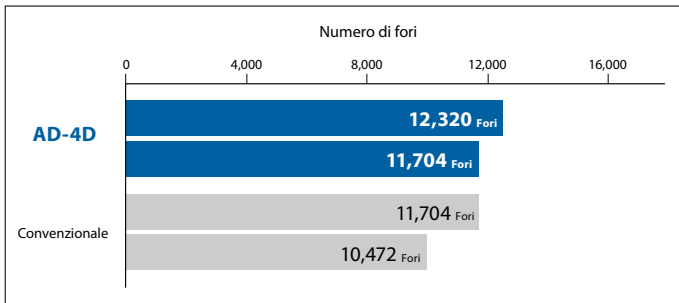 Numero di fori
0 4,000 8,000 12,000 16,000
AD-4D
12,320 Fori
11,704 Fori
Convenzionale
11,704 Fori
10,472 Fori